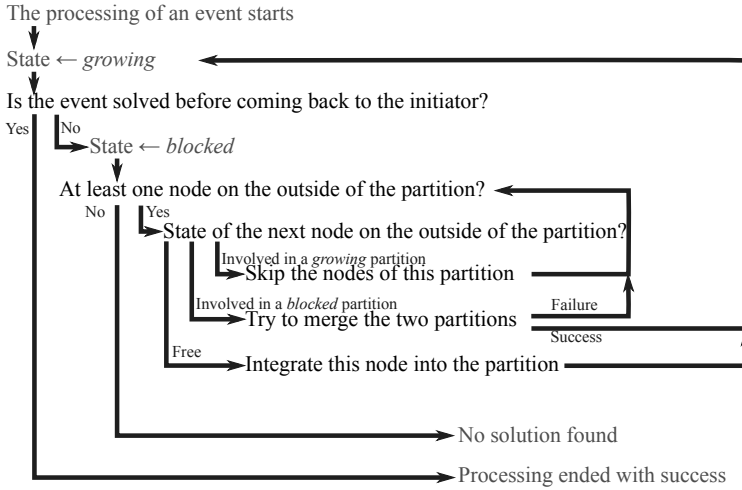 The processing of an event starts
State ← growing
Is the event solved before coming back to the initiator?
Yes
No
State ← blocked
At least one node on the outside of the partition?
No
Yes
State of the next node on the outside of the partition?
Involved in a growing partition
Skip the nodes of this partition
Involved in a blocked partition
Failure
Try to merge the two partitions
Success
Free
Integrate this node into the partition
No solution found
Processing ended with success